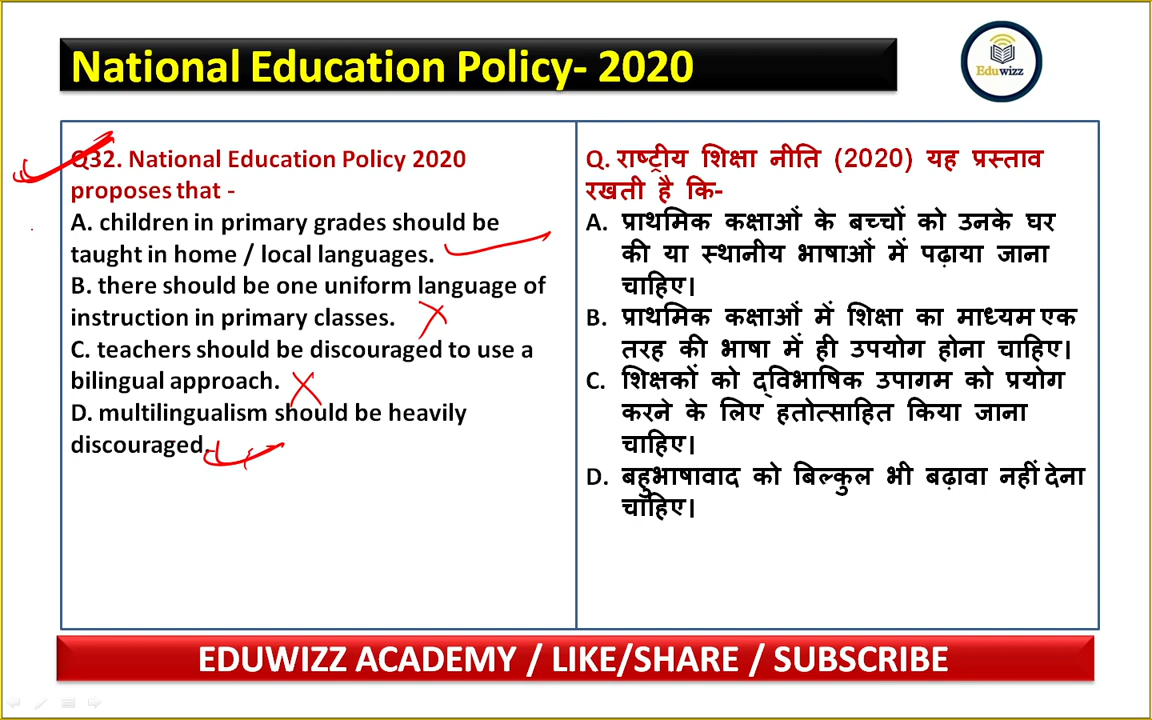 National Education Policy- 2020
Eduwizz
Q32. National Education Policy 2020
proposes that -
A. children in primary grades should be
taught in home / local languages.
B. there should be one uniform language of
instruction in primary classes.
C. teachers should be discouraged to use a
bilingual approach.
D. multilingualism should be heavily
discouraged.
Q. राष्ट्रीय शिक्षा नीति (2020) यह प्रस्ताव
रखती है कि-
A. प्राथमिक कक्षाओं के बच्चों को उनके घर
की या स्थानीय भाषाओं में पढ़ाया जाना
चाहिए।
B. प्राथमिक कक्षाओं में शिक्षा का माध्यम एक
तरह की भाषा में ही उपयोग होना चाहिए।
C. शिक्षकों को द्विभाषिक उपागम को प्रयोग
करने के लिए हतोत्साहित किया जाना
चाहिए।
D. बहुभाषावाद को बिल्कुल भी बढ़ावा नहीं देना
चाहिए।
EDUWIZZ ACADEMY / LIKE/SHARE / SUBSCRIBE